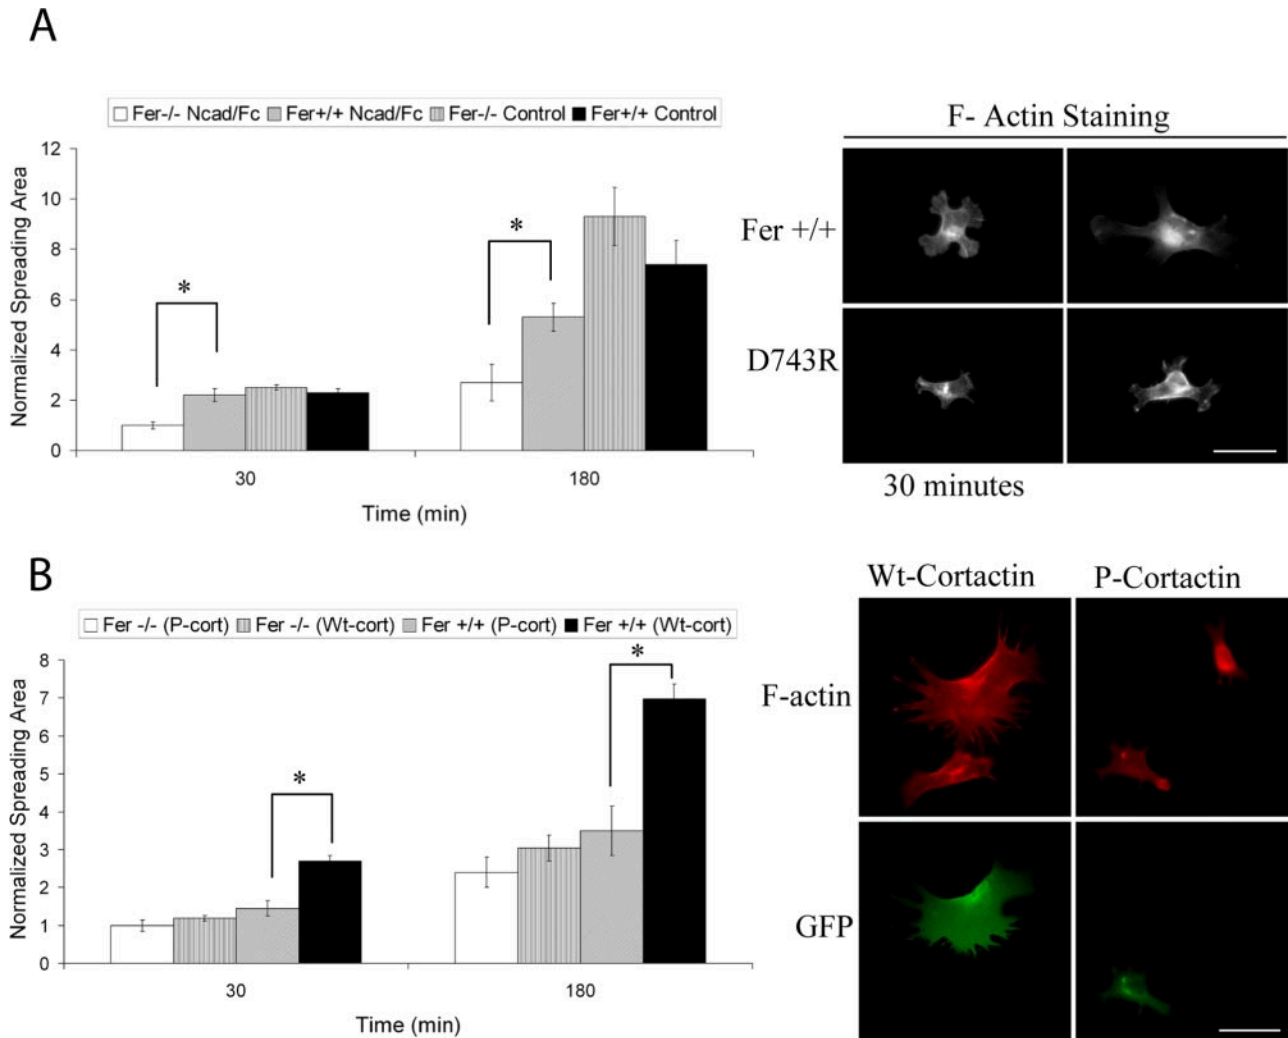 A
Fer-/- Ncad/Fc Fer+/+ Ncad/Fc Fer-/- Control Fer+/+ Control
Normalized Spreading Area
12
10
8
6
4
2
0
*
*
30 180
Time (min)
F- Actin Staining
Fer +/+
D743R
30 minutes
B
Fer -/- (P-cort) Fer -/- (Wt-cort) Fer +/+ (P-cort) Fer +/+ (Wt-cort)
Normalized Spreading Area
8
7
6
5
4
3
2
1
0
*
*
30 180
Time (min)
Wt-Cortactin P-Cortactin
F-actin
GFP